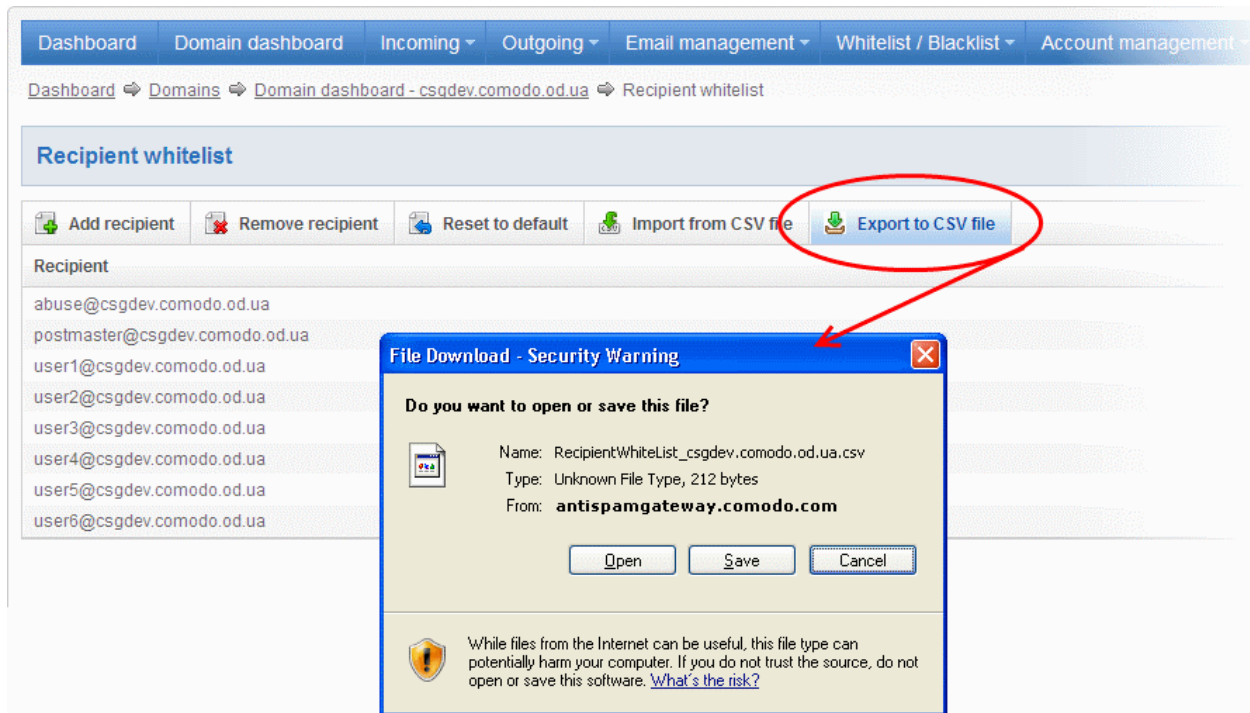 Dashboard Domain dashboard Incoming Outgoing Email management Whitelist / Blacklist Account management
Dashboard Domains Domain dashboard - csgdev.comodo.od.ua Recipient whitelist
Recipient whitelist
Add recipient Remove recipient Reset to default Import from CSV file Export to CSV file
Recipient
abuse@csgdev.comodo.od.ua
postmaster@csgdev.comodo.od.ua
user1@csgdev.comodo.od.ua
user2@csgdev.comodo.od.ua
user3@csgdev.comodo.od.ua
user4@csgdev.comodo.od.ua
user5@csgdev.comodo.od.ua
user6@csgdev.comodo.od.ua
File Download - Security Warning
Do you want to open or save this file?
Name: RecipientWhiteList_csgdev.comodo.od.ua.csv
Type: Unknown File Type, 212 bytes
From: antispamgateway.comodo.com
Open Save Cancel
While files from the Internet can be useful, this file type can
potentially harm your computer. If you do not trust the source, do not
open or save this software. What's the risk?